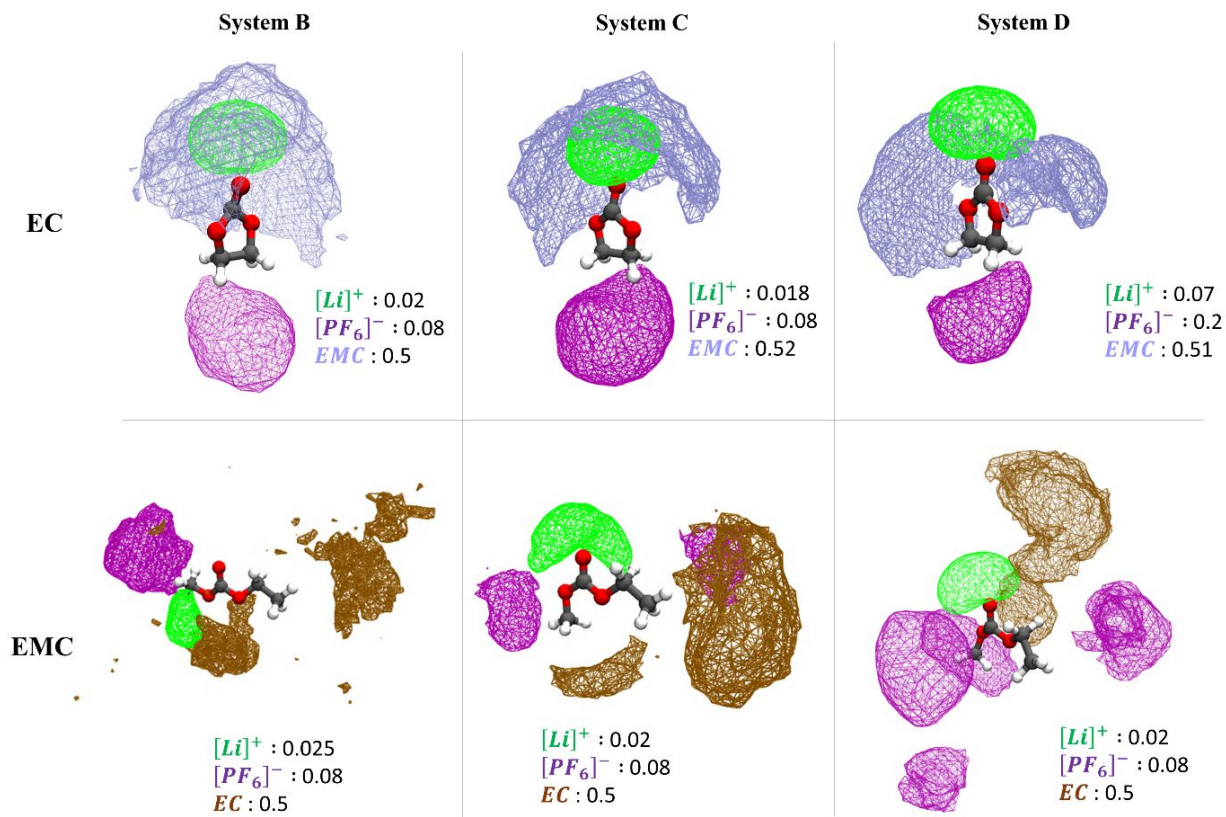 System B
System C
System D
EC
[Li]⁺ : 0.02
[PF₆]⁻ : 0.08
EMC : 0.5
[Li]⁺ : 0.018
[PF₆]⁻ : 0.08
EMC : 0.52
[Li]⁺ : 0.07
[PF₆]⁻ : 0.2
EMC : 0.51
EMC
[Li]⁺ : 0.025
[PF₆]⁻ : 0.08
EC : 0.5
[Li]⁺ : 0.02
[PF₆]⁻ : 0.08
EC : 0.5
[Li]⁺ : 0.02
[PF₆]⁻ : 0.08
EC : 0.5